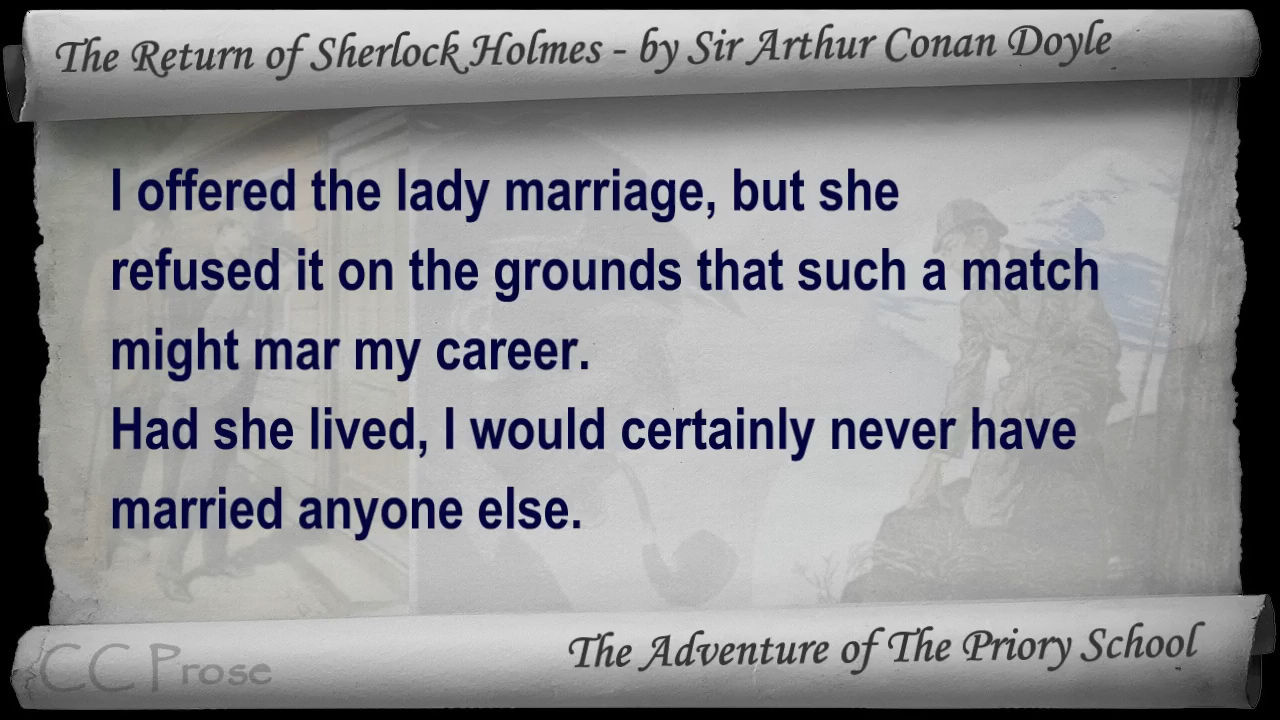 The Return of Sherlock Holmes - by Sir Arthur Conan Doyle
I offered the lady marriage, but she
refused it on the grounds that such a match
might mar my career.
Had she lived, I would certainly never have
married anyone else.
CC Prose
The Adventure of The Priory School